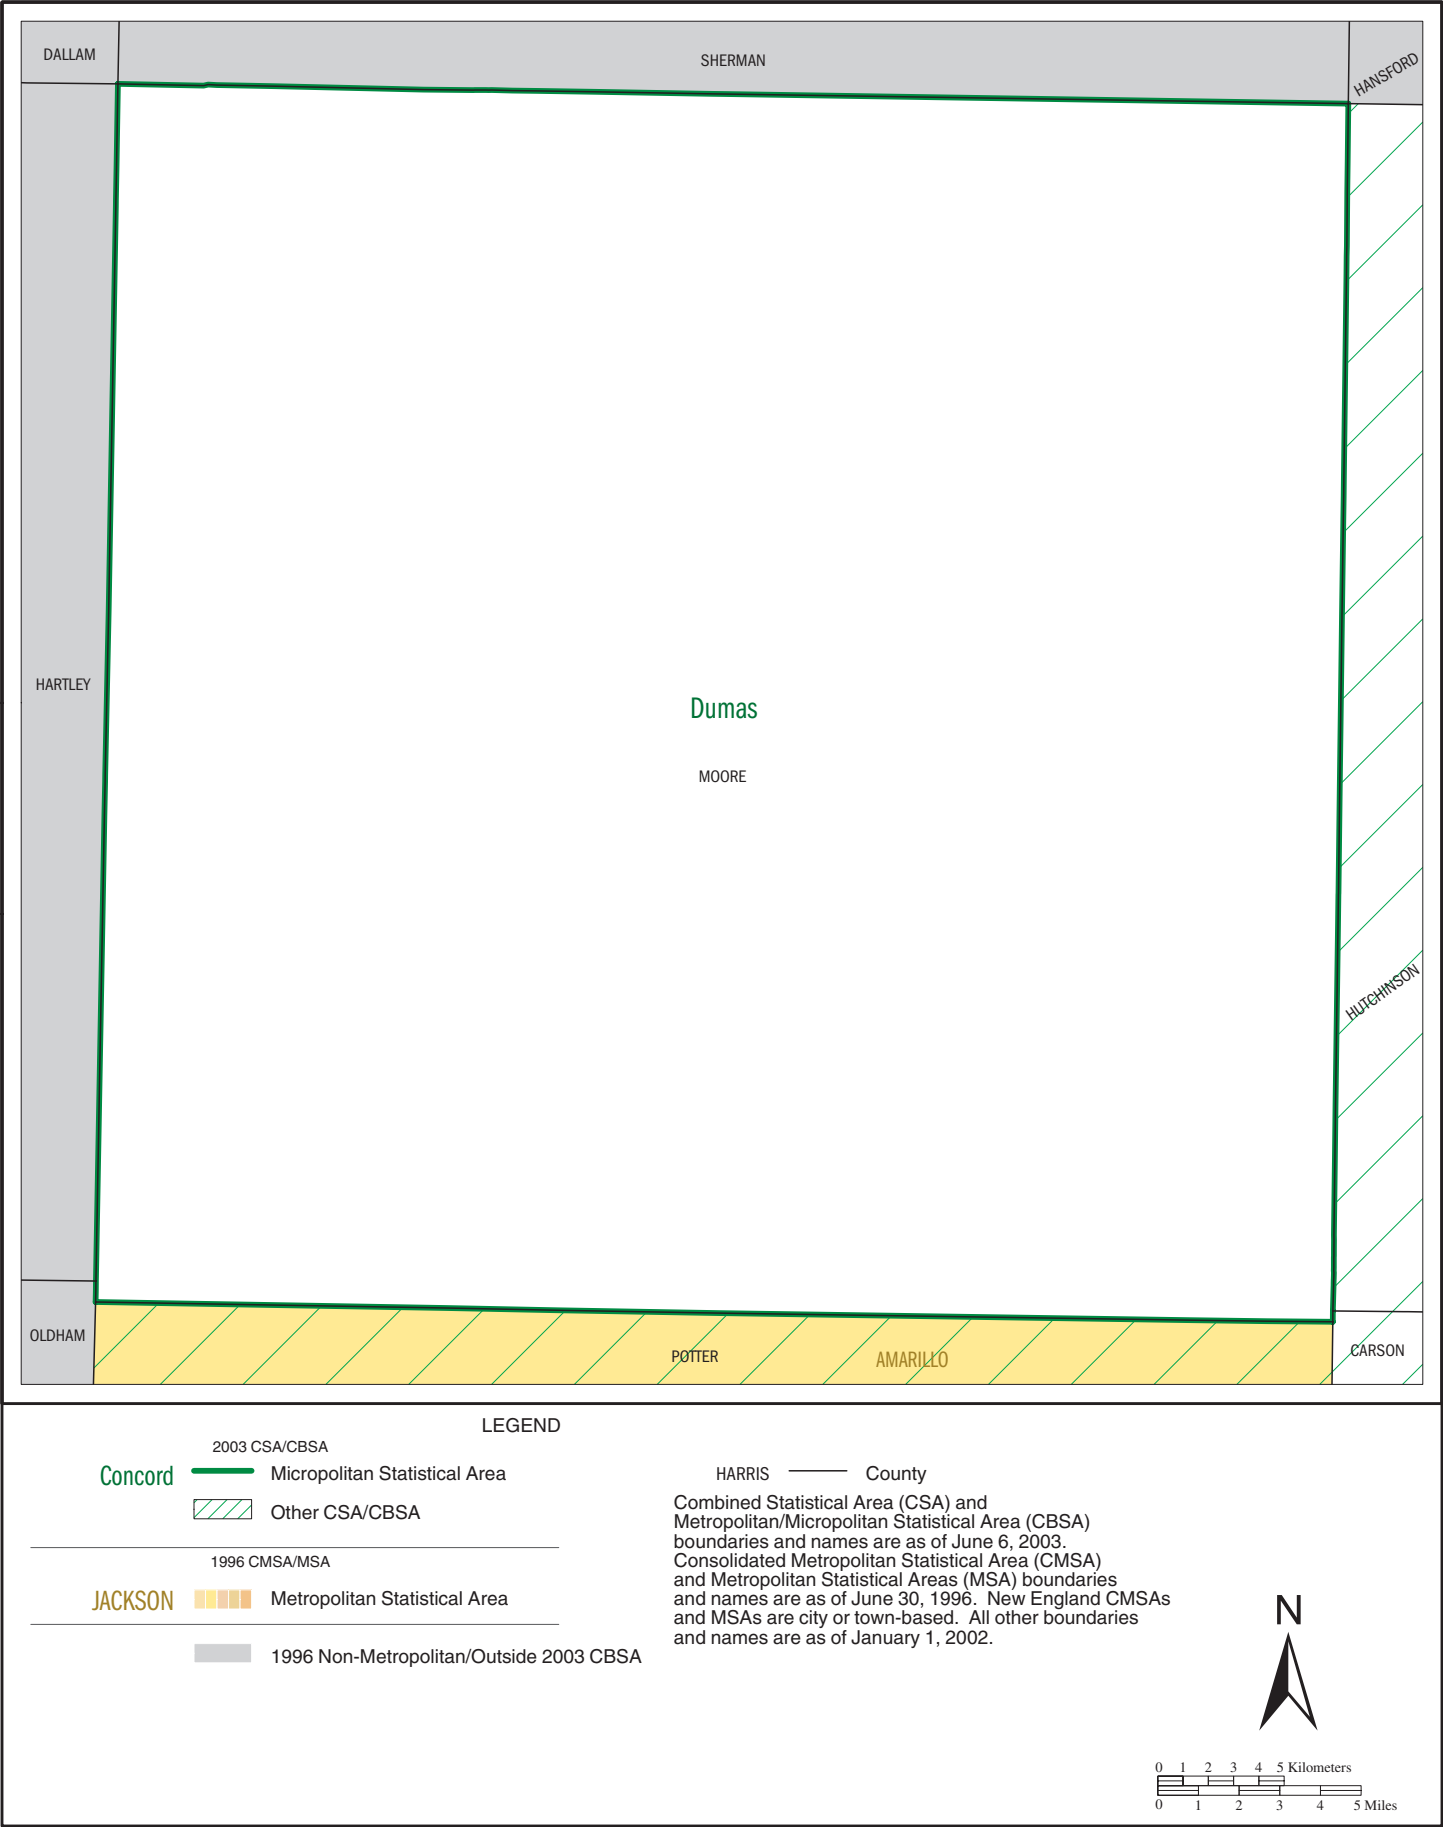 DALLAM
SHERMAN
HANSFORD
HARTLEY
Dumas
MOORE
HUTCHINSON
OLDHAM
POTTER
AMARILLO
CARSON
LEGEND
2003 CSA/CBSA
Concord Micropolitan Statistical Area
Other CSA/CBSA
1996 CMSA/MSA
JACKSON Metropolitan Statistical Area
1996 Non-Metropolitan/Outside 2003 CBSA
HARRIS County
Combined Statistical Area (CSA) and
Metropolitan/Micropolitan Statistical Area (CBSA)
boundaries and names are as of June 6, 2003.
Consolidated Metropolitan Statistical Area (CMSA)
and Metropolitan Statistical Areas (MSA) boundaries
and names are as of June 30, 1996. New England CMSAs
and MSAs are city or town-based. All other boundaries
and names are as of January 1, 2002.
N
0 1 2 3 4 5 Kilometers
0 1 2 3 4 5 Miles